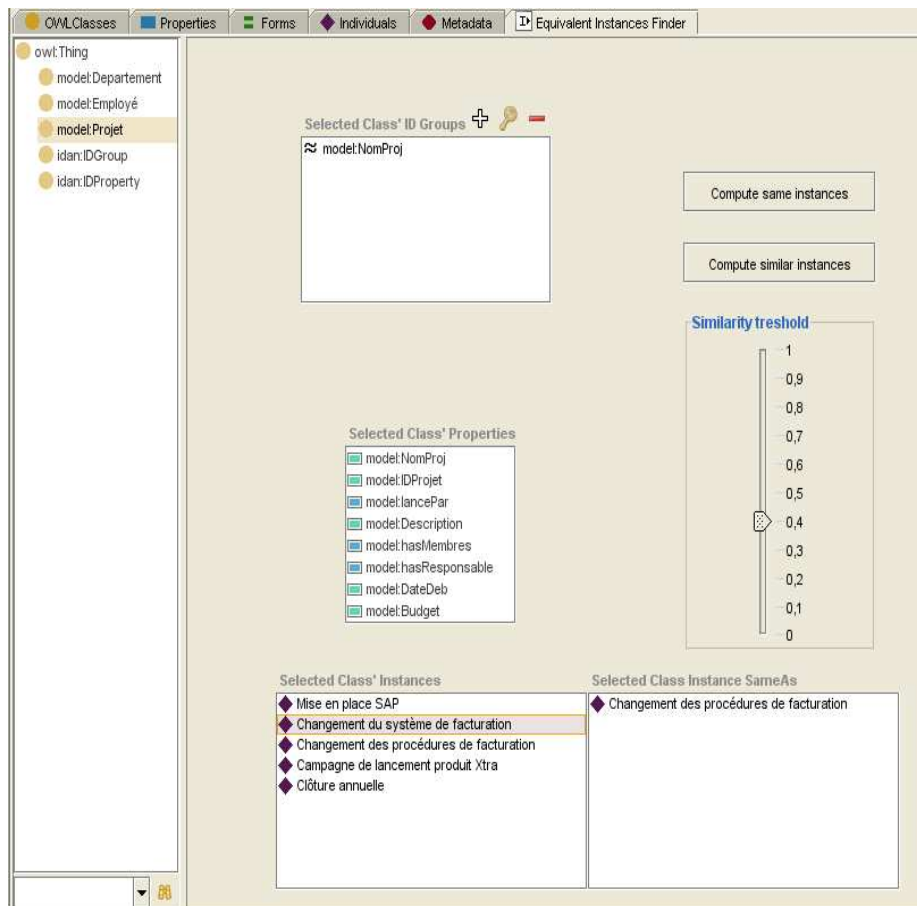 OWLClasses Properties Forms Individuals Metadata Equivalent Instances Finder
owl:Thing
model:Departement
model:Employé
model:Projet
idan:IDGroup
idan:IDProperty
Selected Class' ID Groups
≈ model:NomProj
Compute same instances
Compute similar instances
Similarity treshold
1
0,9
0,8
0,7
0,6
0,5
0,4
0,3
0,2
0,1
0
Selected Class' Properties
model:NomProj
model:IDProjet
model:lancePar
model:Description
model:hasMembres
model:hasResponsable
model:DateDeb
model:Budget
Selected Class' Instances
Mise en place SAP
Changement du système de facturation
Changement des procédures de facturation
Campagne de lancement produit Xtra
Clôture annuelle
Selected Class Instance SameAs
Changement des procédures de facturation